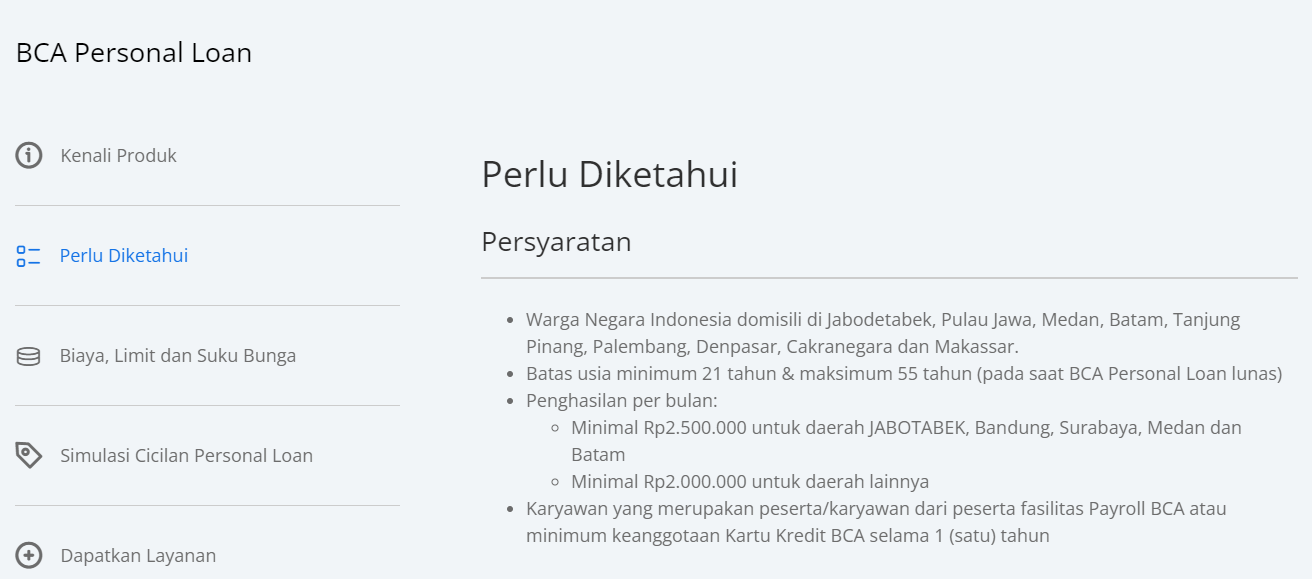 BCA Personal Loan
Kenali Produk
Perlu Diketahui
Biaya, Limit dan Suku Bunga
Simulasi Cicilan Personal Loan
Dapatkan Layanan
Perlu Diketahui
Persyaratan
• Warga Negara Indonesia domisili di Jabodetabek, Pulau Jawa, Medan, Batam, Tanjung
Pinang, Palembang, Denpasar, Cakranegara dan Makassar.
• Batas usia minimum 21 tahun & maksimum 55 tahun (pada saat BCA Personal Loan lunas)
• Penghasilan per bulan:
◦ Minimal Rp2.500.000 untuk daerah JABOTABEK, Bandung, Surabaya, Medan dan
Batam
◦ Minimal Rp2.000.000 untuk daerah lainnya
• Karyawan yang merupakan peserta/karyawan dari peserta fasilitas Payroll BCA atau
minimum keanggotaan Kartu Kredit BCA selama 1 (satu) tahun